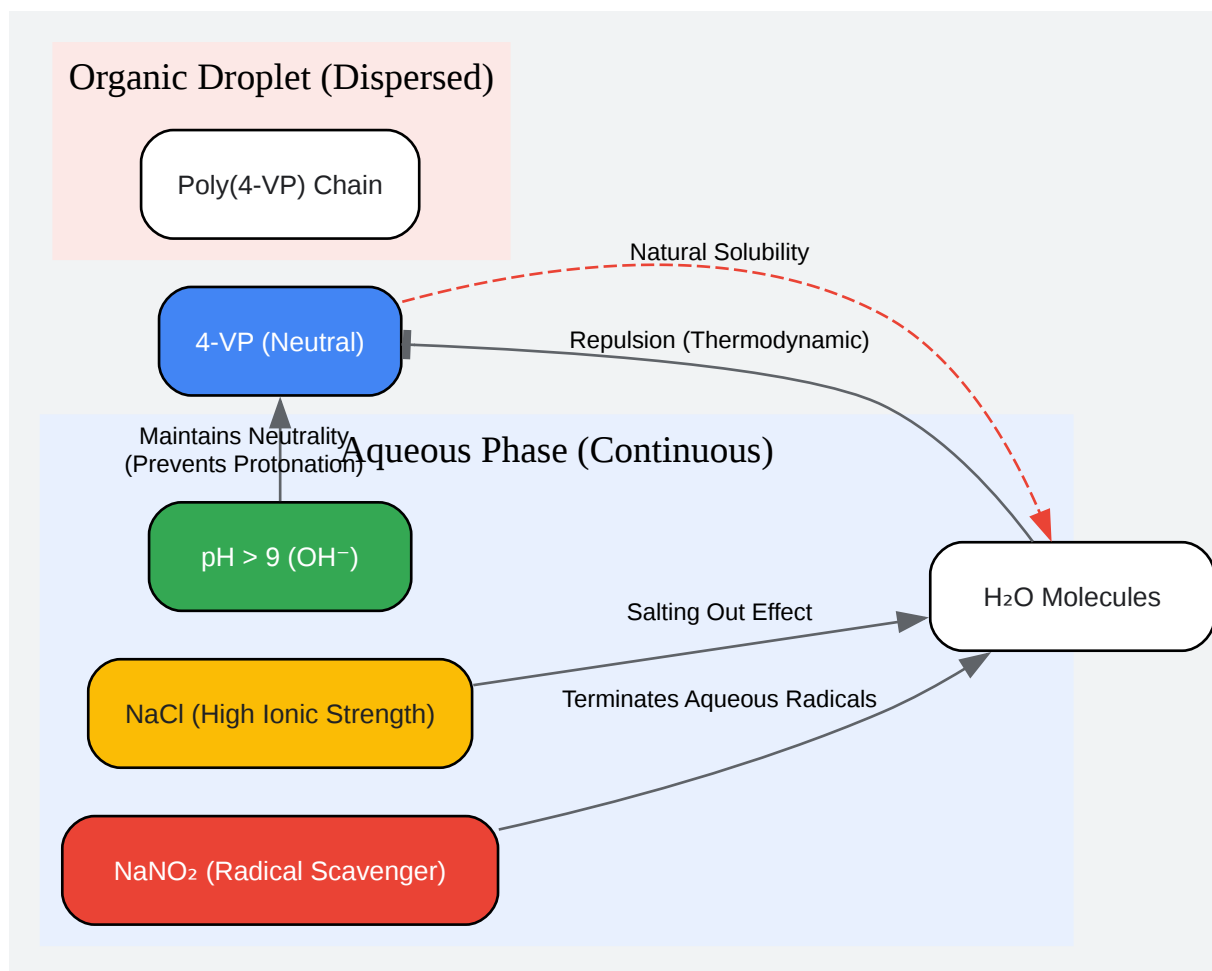 Organic Droplet (Dispersed)
Poly(4-VP) Chain
Natural Solubility
4-VP (Neutral)
Repulsion (Thermodynamic)
Maintains Neutrality
(Prevents Protonation)
Aqueous Phase (Continuous)
pH > 9 (OH⁻)
H₂O Molecules
Salting Out Effect
NaCl (High Ionic Strength)
Terminates Aqueous Radicals
NaNO₂ (Radical Scavenger)